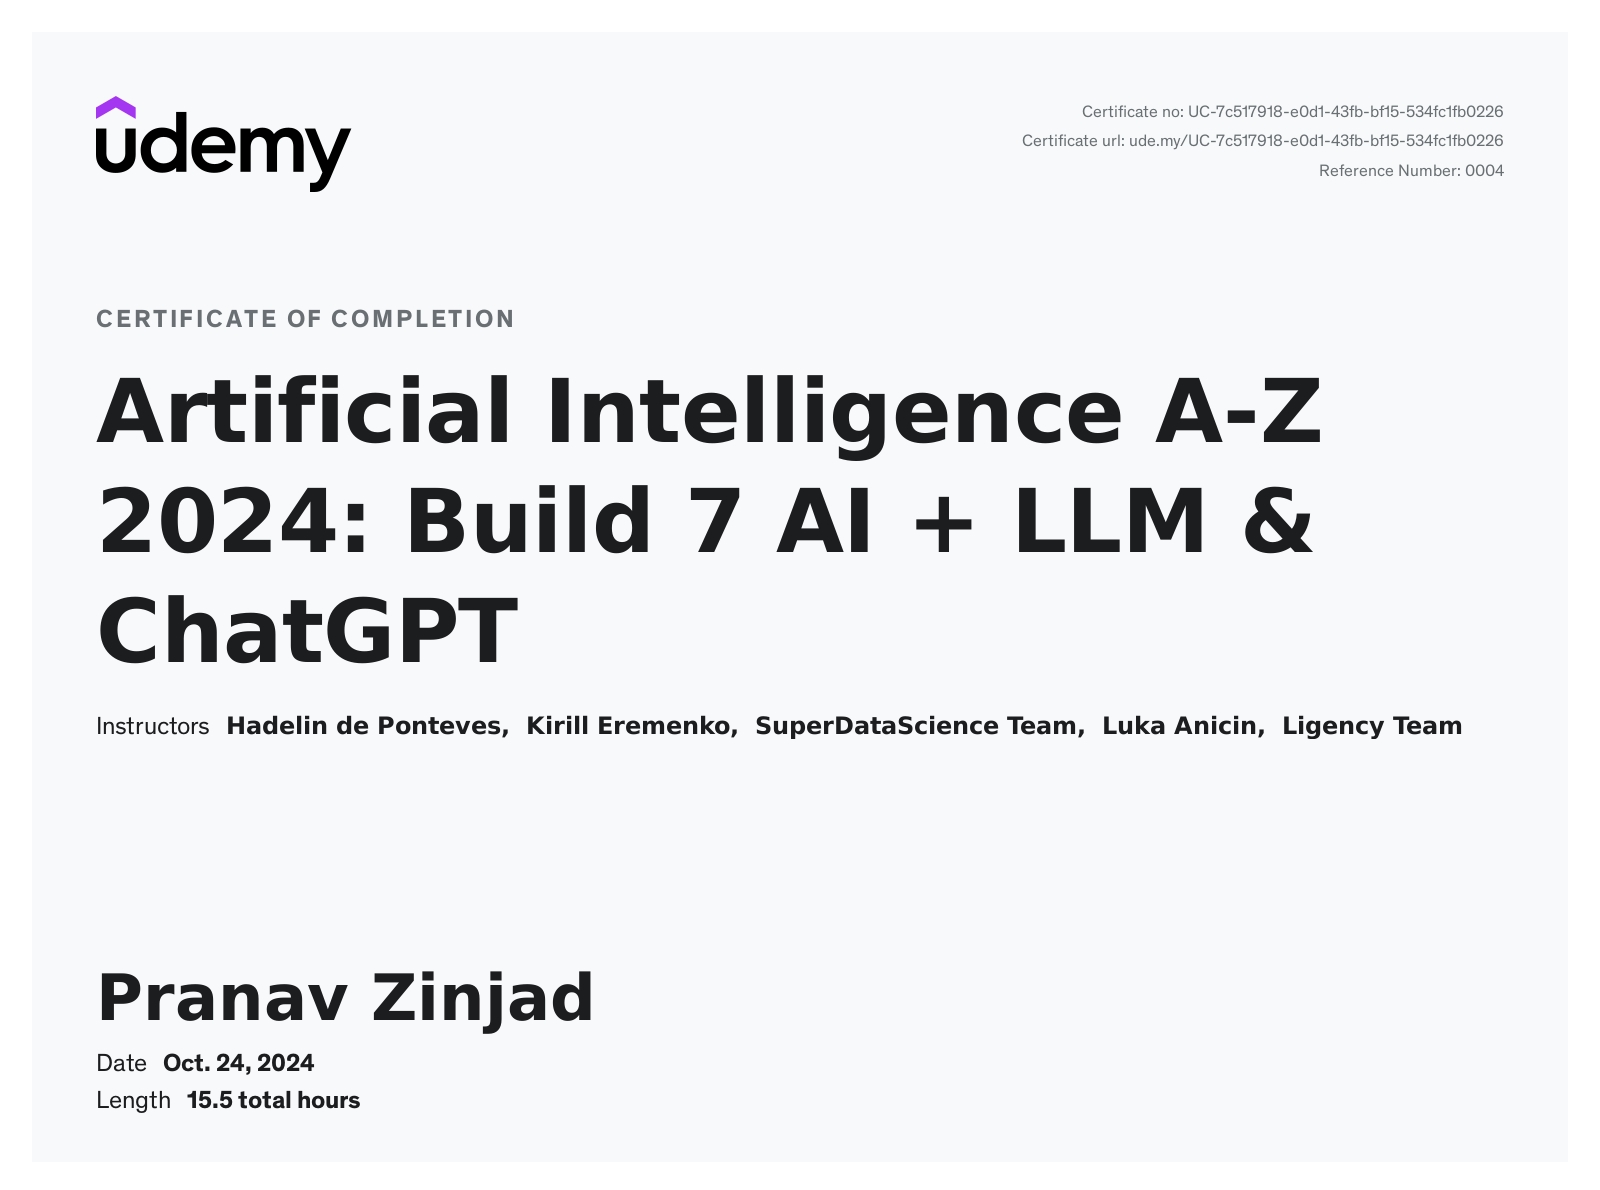 udemy
Certificate no: UC-7c517918-e0d1-43fb-bf15-534fc1fb0226
Certificate url: ude.my/UC-7c517918-e0d1-43fb-bf15-534fc1fb0226
Reference Number: 0004
CERTIFICATE OF COMPLETION
Artificial Intelligence A-Z
2024: Build 7 AI + LLM &
ChatGPT
Instructors Hadelin de Ponteves, Kirill Eremenko, SuperDataScience Team, Luka Anicin, Ligency Team
Pranav Zinjad
Date Oct. 24, 2024
Length 15.5 total hours